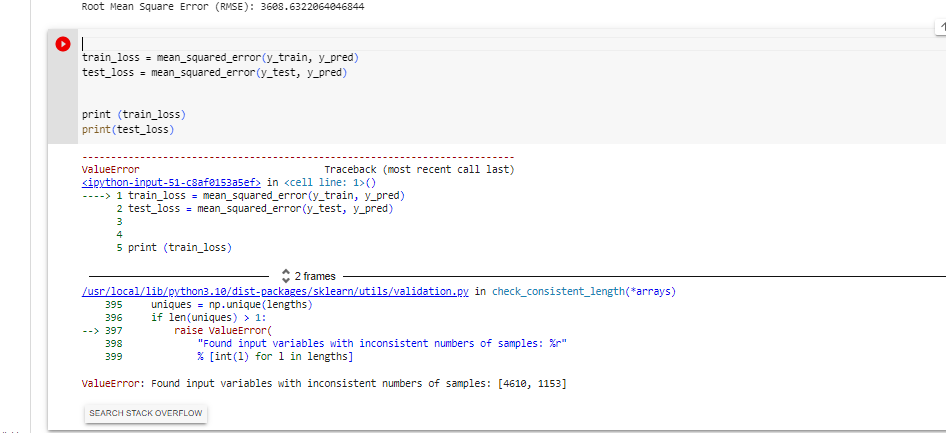 Root Mean Square Error (RMSE): 3608.6322064046844
train_loss = mean_squared_error(y_train, y_pred)
test_loss = mean_squared_error(y_test, y_pred)
print (train_loss)
print(test_loss)
---------------------------------------------------------------------------
ValueError                                Traceback (most recent call last)
<ipython-input-51-c8af0153a5ef> in <cell line: 1>()
----> 1 train_loss = mean_squared_error(y_train, y_pred)
      2 test_loss = mean_squared_error(y_test, y_pred)
      3
      4
      5 print (train_loss)
2 frames
/usr/local/lib/python3.10/dist-packages/sklearn/utils/validation.py in check_consistent_length(*arrays)
    395     uniques = np.unique(lengths)
    396     if len(uniques) > 1:
--> 397         raise ValueError(
    398             "Found input variables with inconsistent numbers of samples: %r"
    399             % [int(l) for l in lengths]
ValueError: Found input variables with inconsistent numbers of samples: [4610, 1153]
SEARCH STACK OVERFLOW